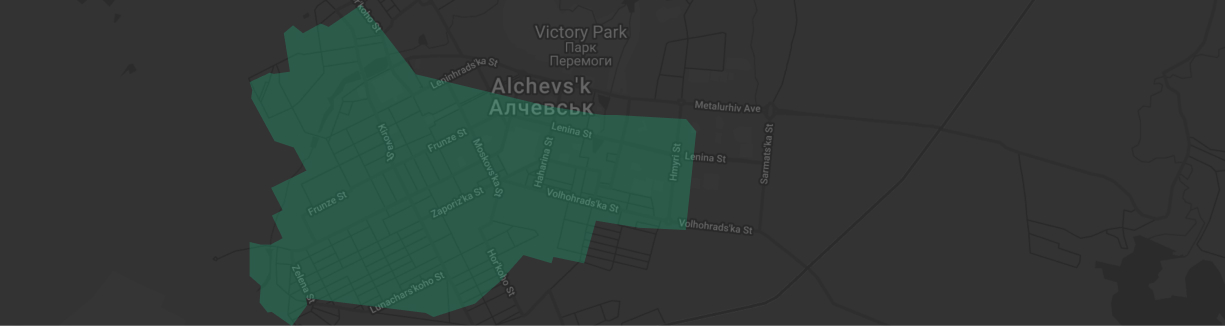 r'koho St
Victory Park
Парк
Перемоги
Leninhrads'ka St
Alchevs'k
Алчевськ
Metalurhiv Ave
Lenina St
Kirova St
Frunze St
Moskovs'ka St
Haharina St
Hmyri St
Lenina St
Sarmats'ka St
Frunze St
Zaporiz'ka St
Volhohrads'ka St
Volhohrads'ka St
Hor'koho St
Zelena St
Lunachars'koho St